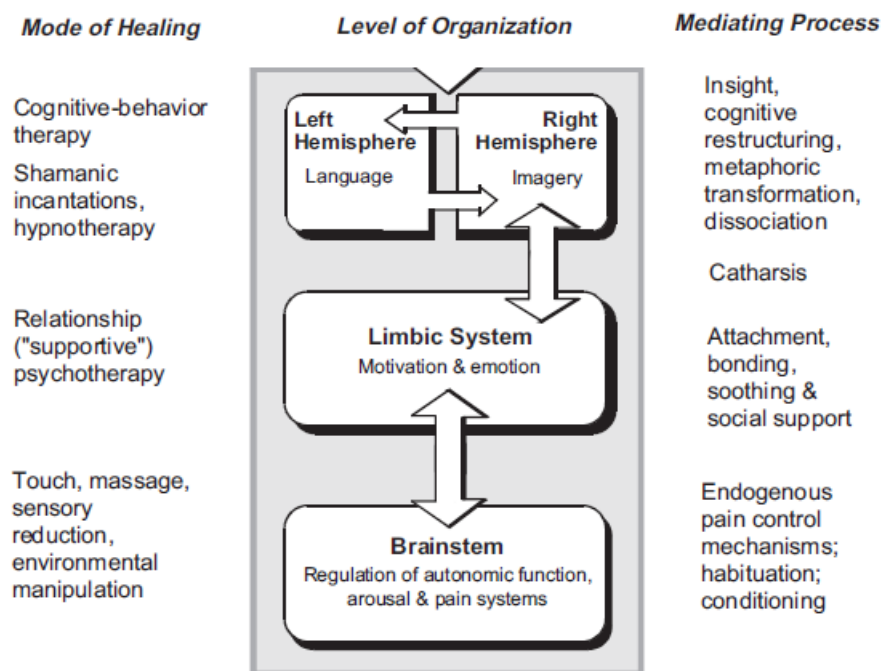 Mode of Healing
Level of Organization
Mediating Process
Cognitive-behavior
therapy
Shamanic
incantations,
hypnotherapy
Left
Hemisphere
Language
Right
Hemisphere
Imagery
Insight,
cognitive
restructuring,
metaphoric
transformation,
dissociation
Catharsis
Relationship
("supportive")
psychotherapy
Limbic System
Motivation & emotion
Attachment,
bonding,
soothing &
social support
Touch, massage,
sensory
reduction,
environmental
manipulation
Brainstem
Regulation of autonomic function,
arousal & pain systems
Endogenous
pain control
mechanisms;
habituation;
conditioning